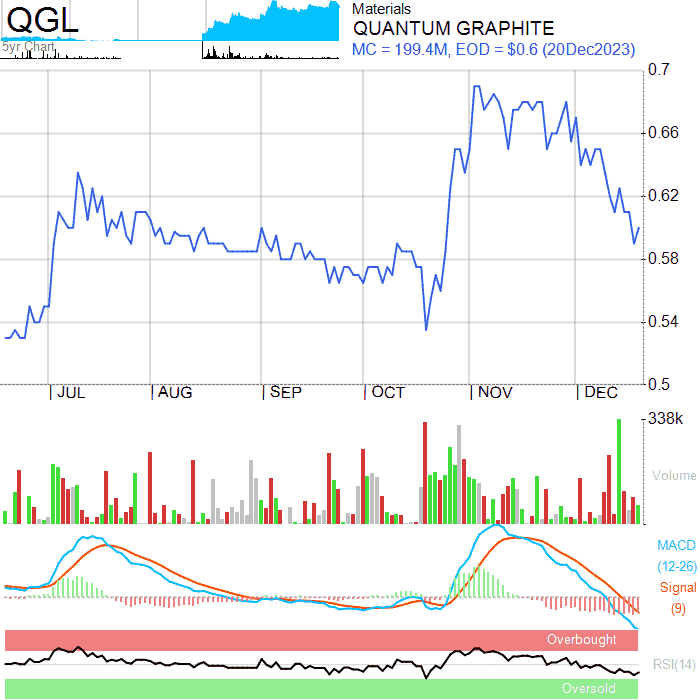 QGL
5yr Chart
Materials
QUANTUM GRAPHITE
MC = 199.4M, EOD = $0.6 (20Dec2023)
0.7
0.66
0.62
0.58
0.54
0.5
JUL AUG SEP OCT NOV DEC
338k
Volume
MACD
(12-26)
Signal
(9)
Overbought
RSI(14)
Oversold